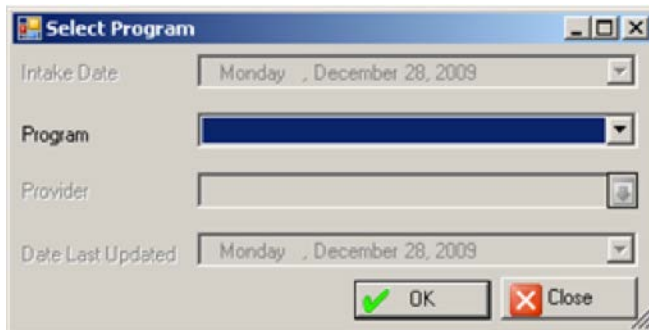 Select Program
Intake Date Monday , December 28, 2009
Program
Provider
Date Last Updated Monday , December 28, 2009
OK Close